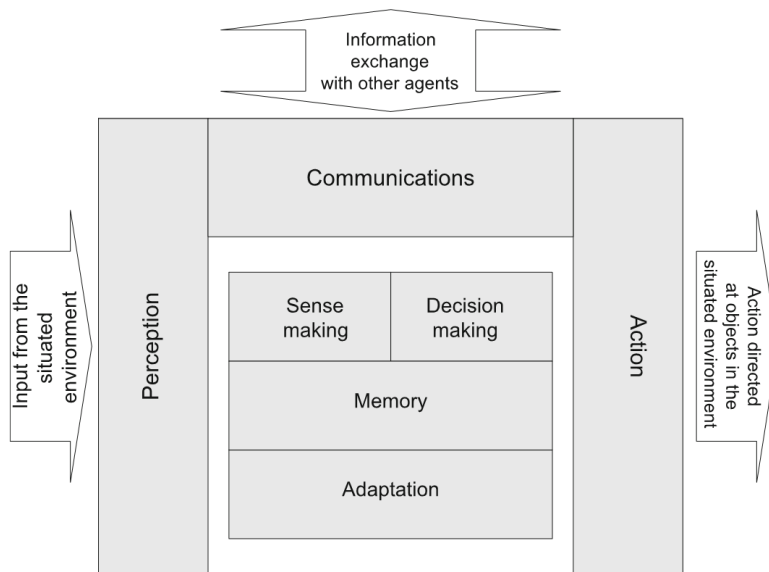 Information
exchange
with other agents
Communications
Input from the
situated
environment
Perception
Sense
making
Decision
making
Memory
Adaptation
Action
Action directed
at objects in the
situated environment